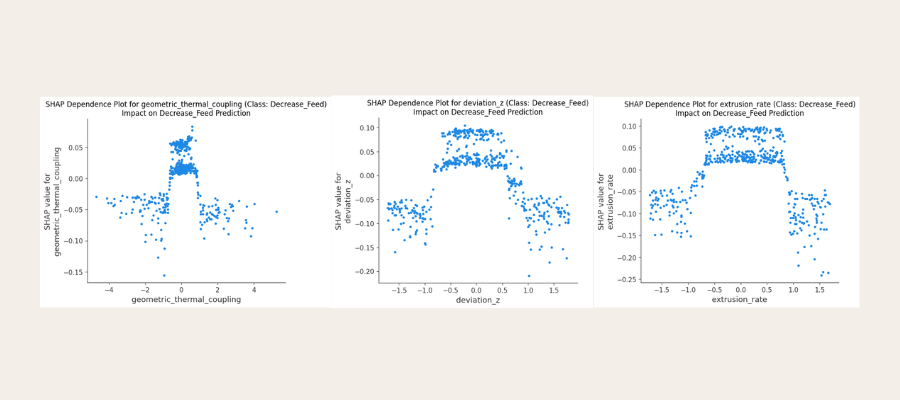 SHAP Dependence Plot for geometric_thermal_coupling (Class: Decrease_Feed)
Impact on Decrease_Feed Prediction
SHAP value for
geometric_thermal_coupling
0.05
0.00
−0.05
−0.10
−0.15
−4
−2
0
2
4
geometric_thermal_coupling
SHAP Dependence Plot for deviation_z (Class: Decrease_Feed)
Impact on Decrease_Feed Prediction
SHAP value for
deviation_z
0.10
0.05
0.00
−0.05
−0.10
−0.15
−0.20
−1.5
−1.0
−0.5
0.0
0.5
1.0
1.5
deviation_z
SHAP Dependence Plot for extrusion_rate (Class: Decrease_Feed)
Impact on Decrease_Feed Prediction
SHAP value for
extrusion_rate
0.10
0.05
0.00
−0.05
−0.10
−0.15
−0.20
−0.25
−1.5
−1.0
−0.5
0.0
0.5
1.0
1.5
extrusion_rate